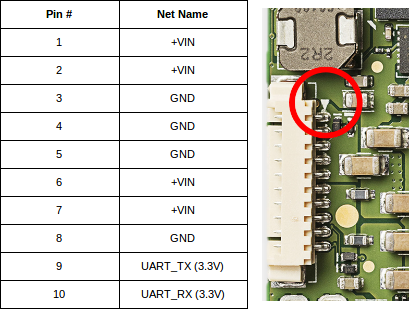 Pin # Net Name
1 +VIN
2 +VIN
3 GND
4 GND
5 GND
6 +VIN
7 +VIN
8 GND
9 UART_TX (3.3V)
10 UART_RX (3.3V)
2R2